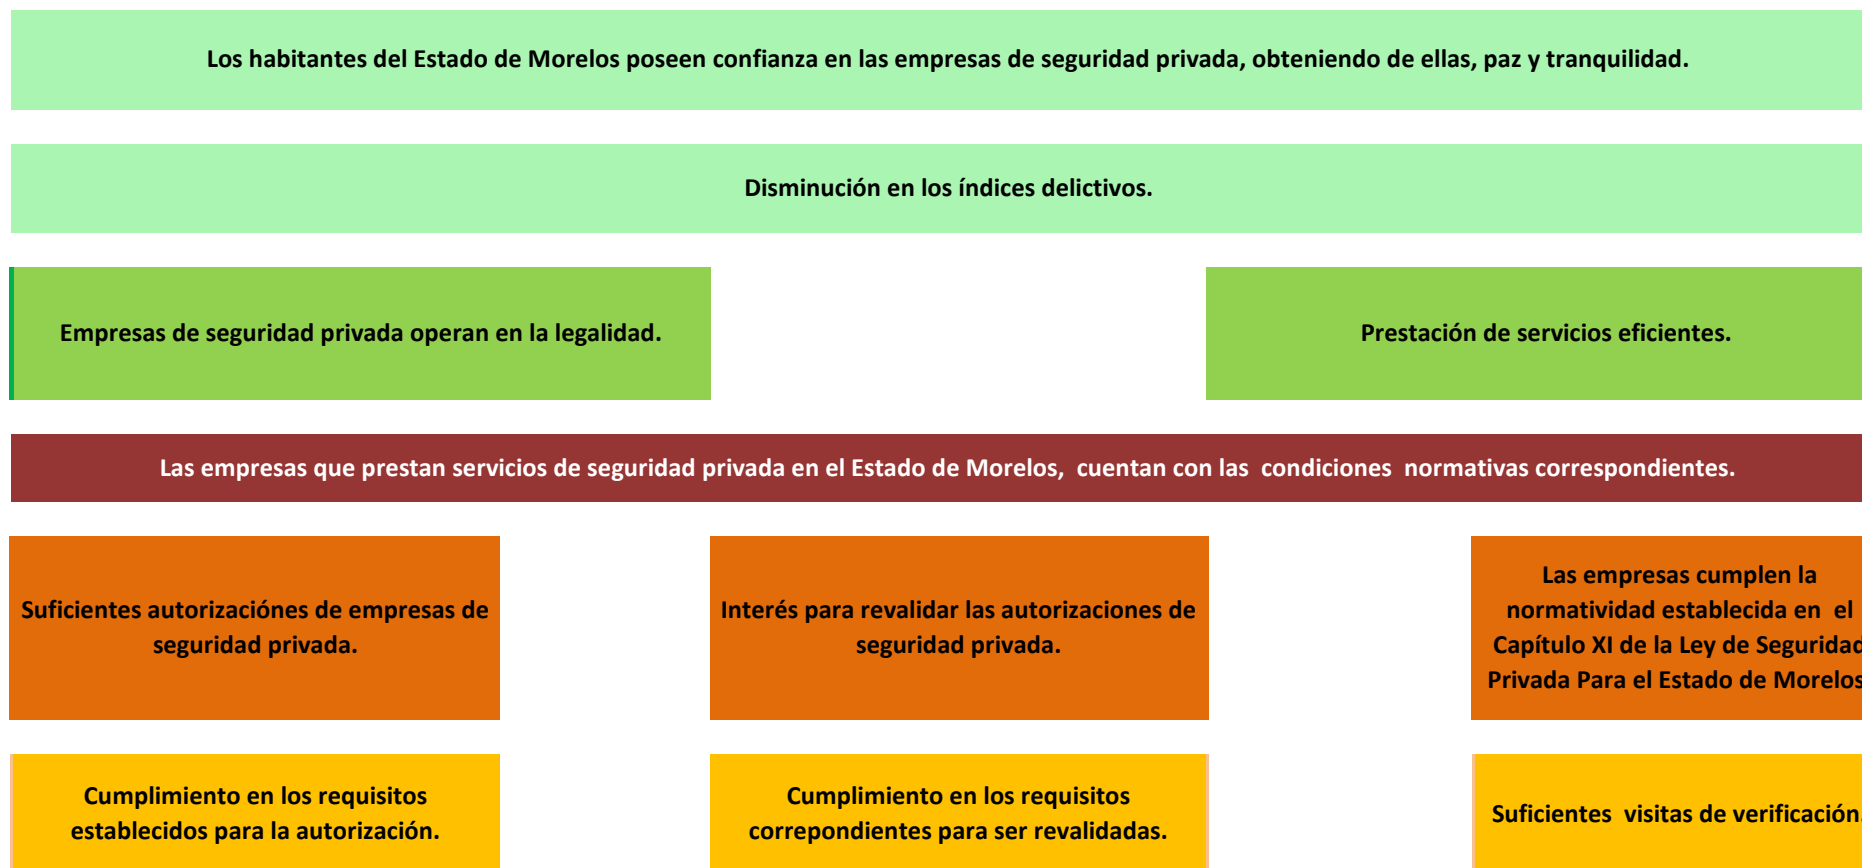 Los habitantes del Estado de Morelos poseen confianza en las empresas de seguridad privada, obteniendo de ellas, paz y tranquilidad.
Disminución en los índices delictivos.
Empresas de seguridad privada operan en la legalidad.
Prestación de servicios eficientes.
Las empresas que prestan servicios de seguridad privada en el Estado de Morelos, cuentan con las condiciones normativas correspondientes.
Suficientes autorizaciónes de empresas de
seguridad privada.
Interés para revalidar las autorizaciones de
seguridad privada.
Las empresas cumplen la
normatividad establecida en el
Capítulo XI de la Ley de Seguridad
Privada Para el Estado de Morelos
Cumplimiento en los requisitos
establecidos para la autorización.
Cumplimiento en los requisitos
correpondientes para ser revalidadas.
Suficientes visitas de verificación.